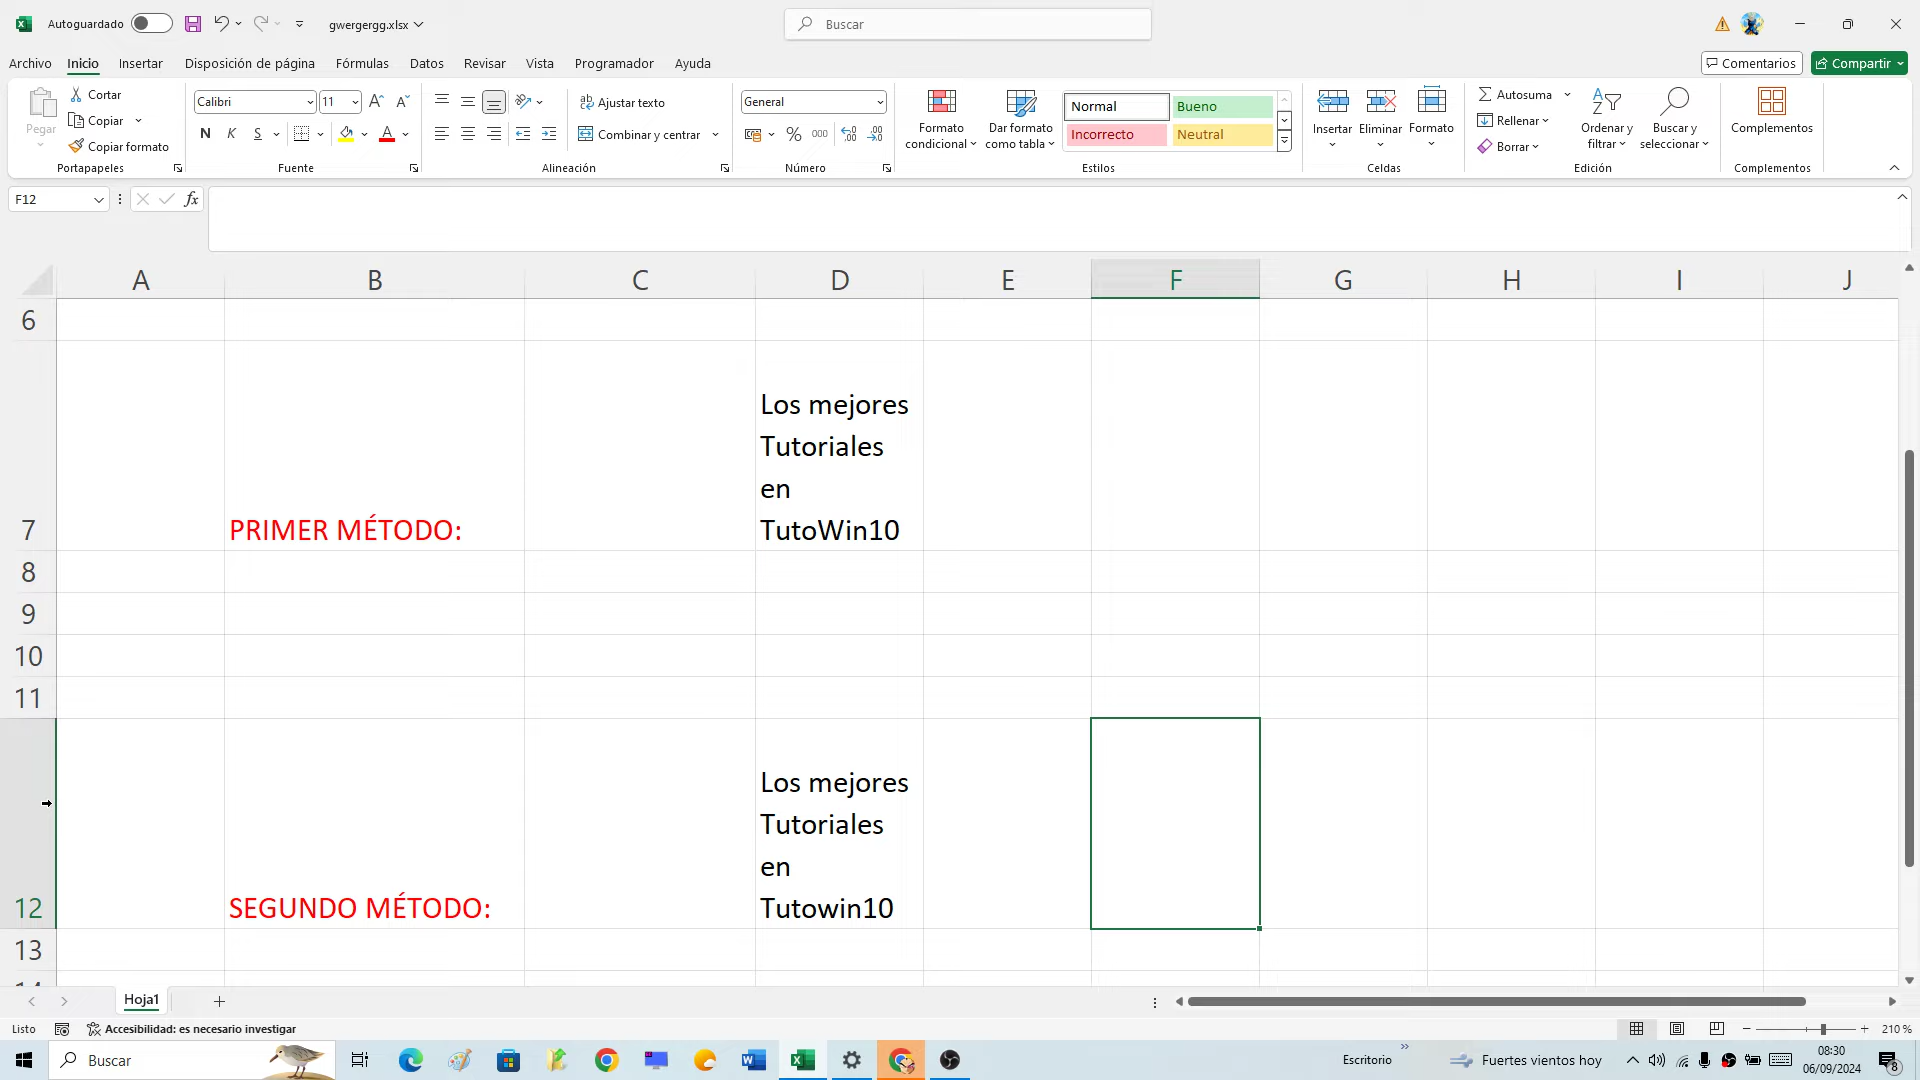 Autoguardado
gwergergg.xlsx
Buscar
Archivo Inicio Insertar Disposición de página Fórmulas Datos Revisar Vista Programador Ayuda
Comentarios Compartir
Pegar
Cortar
Copiar
Copiar formato
Portapapeles
Calibri 11
N K S
Fuente
Ajustar texto
Combinar y centrar
Alineación
General
% 000
Número
Formato condicional
Dar formato como tabla
Normal Bueno
Incorrecto Neutral
Estilos
Insertar Eliminar Formato
Celdas
Autosuma
Rellenar
Borrar
Ordenar y filtrar
Buscar y seleccionar
Edición
Complementos
Complementos
F12
fx
A B C D E F G H I J
6
Los mejores
Tutoriales
en
7 PRIMER MÉTODO: TutoWin10
8
9
10
11
Los mejores
Tutoriales
en
12 SEGUNDO MÉTODO: Tutowin10
13
Hoja1
Listo Accesibilidad: es necesario investigar 210 %
Buscar
Escritorio
Fuertes vientos hoy
08:30
06/09/2024
8